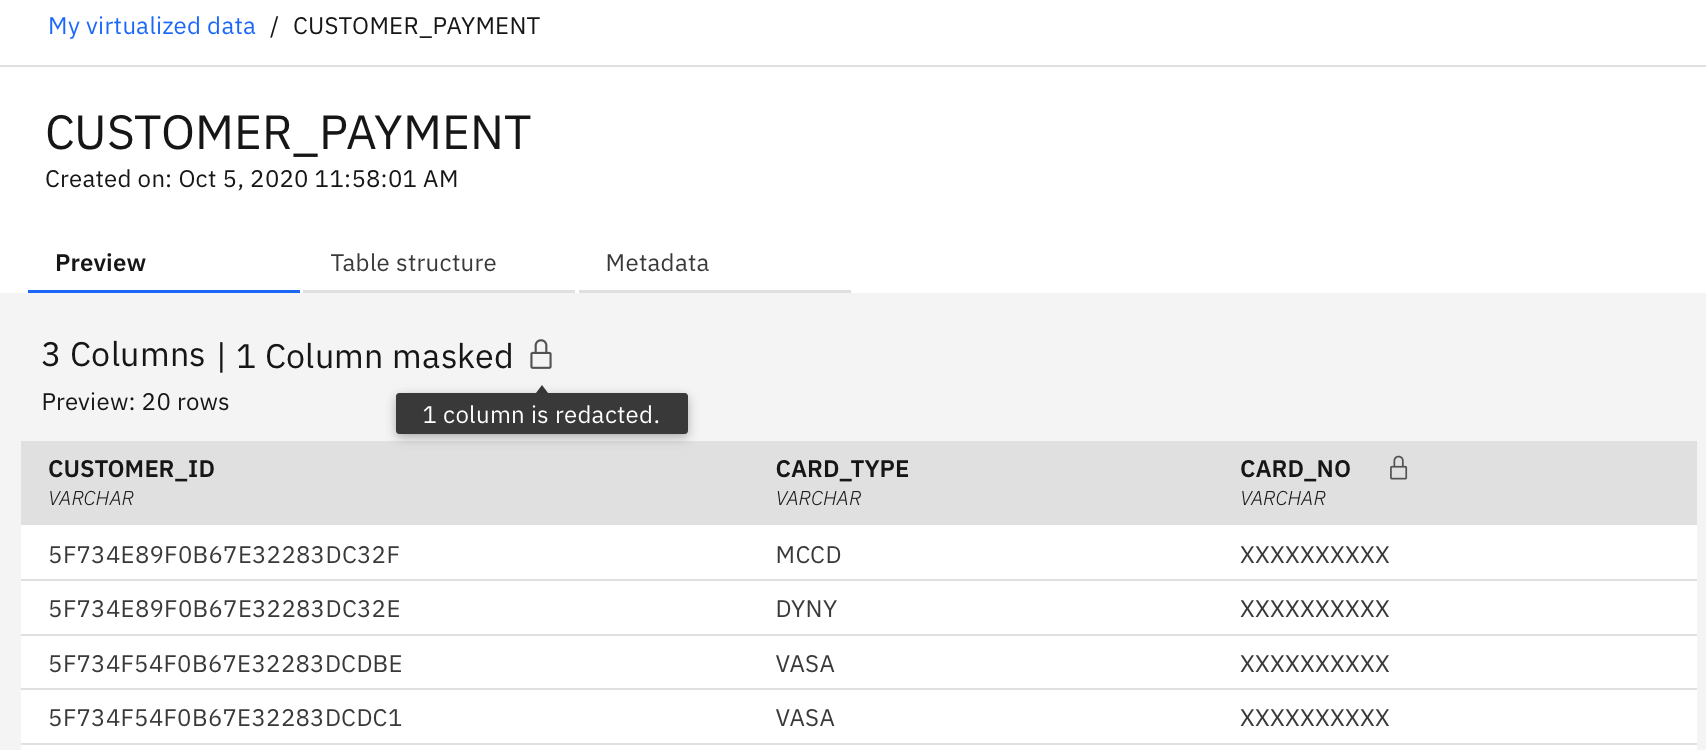 My virtualized data / CUSTOMER_PAYMENT
CUSTOMER_PAYMENT
Created on: Oct 5, 2020 11:58:01 AM
Preview Table structure Metadata
3 Columns | 1 Column masked
Preview: 20 rows
1 column is redacted.
CUSTOMER_ID CARD_TYPE CARD_NO
VARCHAR VARCHAR VARCHAR
5F734E89F0B67E32283DC32F MCCD XXXXXXXXXX
5F734E89F0B67E32283DC32E DYNY XXXXXXXXXX
5F734F54F0B67E32283DCDBE VASA XXXXXXXXXX
5F734F54F0B67E32283DCDC1 VASA XXXXXXXXXX